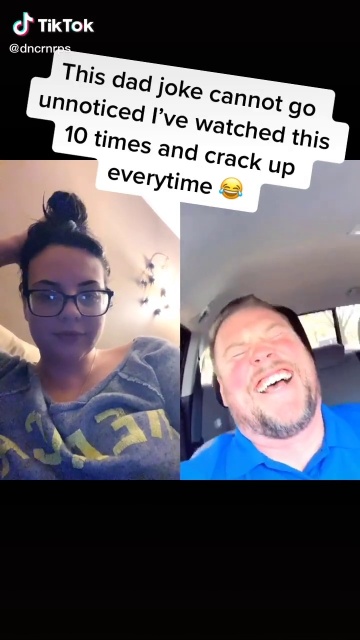 TikTok
@dncrnrps
This dad joke cannot go
unnoticed I've watched this
10 times and crack up
everytime 😂